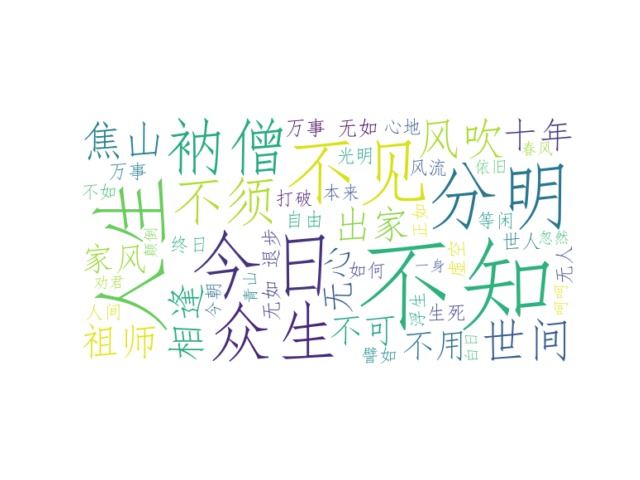 焦山
衲僧
万事
无如
心地
风吹
十年
万事
光明
风流
依旧
春风
不如
人生
不须
打破
本来
不见
分明
颠倒
终日
自由
出家
正如
等闲
家风
今日
退步
无心
如何
一身
虚空
世人
忽然
劝君
人间
今朝
青山
无如
不知
无人
呵呵
祖师
相逢
众生
不可
浮生
生死
譬如
不用
白日
世间